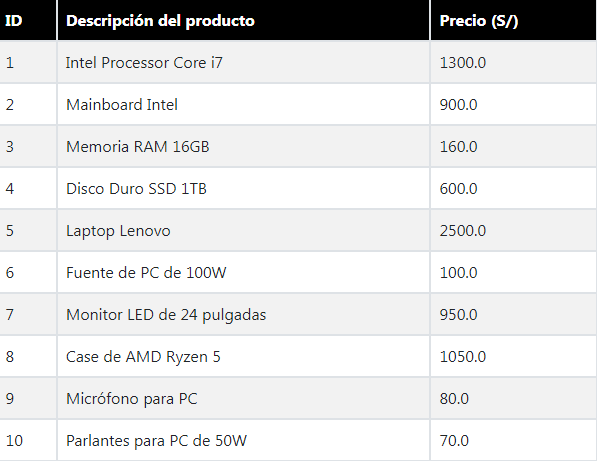 ID Descripción del producto Precio (S/)
1 Intel Processor Core i7 1300.0
2 Mainboard Intel 900.0
3 Memoria RAM 16GB 160.0
4 Disco Duro SSD 1TB 600.0
5 Laptop Lenovo 2500.0
6 Fuente de PC de 100W 100.0
7 Monitor LED de 24 pulgadas 950.0
8 Case de AMD Ryzen 5 1050.0
9 Micrófono para PC 80.0
10 Parlantes para PC de 50W 70.0